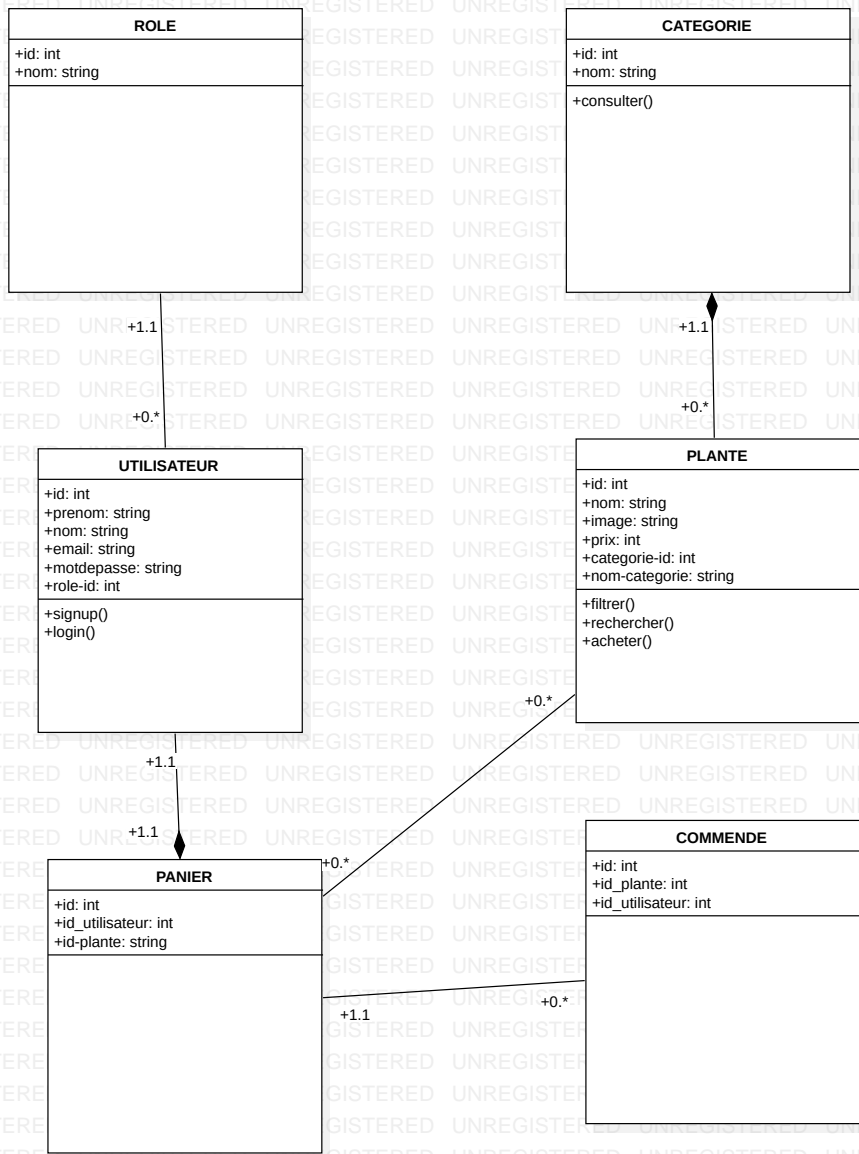 ROLE
+id: int
+nom: string
CATEGORIE
+id: int
+nom: string
+consulter()
+1.1
+0.*
+1.1
+0.*
UTILISATEUR
+id: int
+prenom: string
+nom: string
+email: string
+motdepasse: string
+role-id: int
+signup()
+login()
PLANTE
+id: int
+nom: string
+image: string
+prix: int
+categorie-id: int
+nom-categorie: string
+filtrer()
+rechercher()
+acheter()
+0.*
+1.1
+1.1
+0.*
PANIER
+id: int
+id_utilisateur: int
+id-plante: string
COMMENDE
+id: int
+id_plante: int
+id_utilisateur: int
+1.1
+0.*
UNREGISTERED